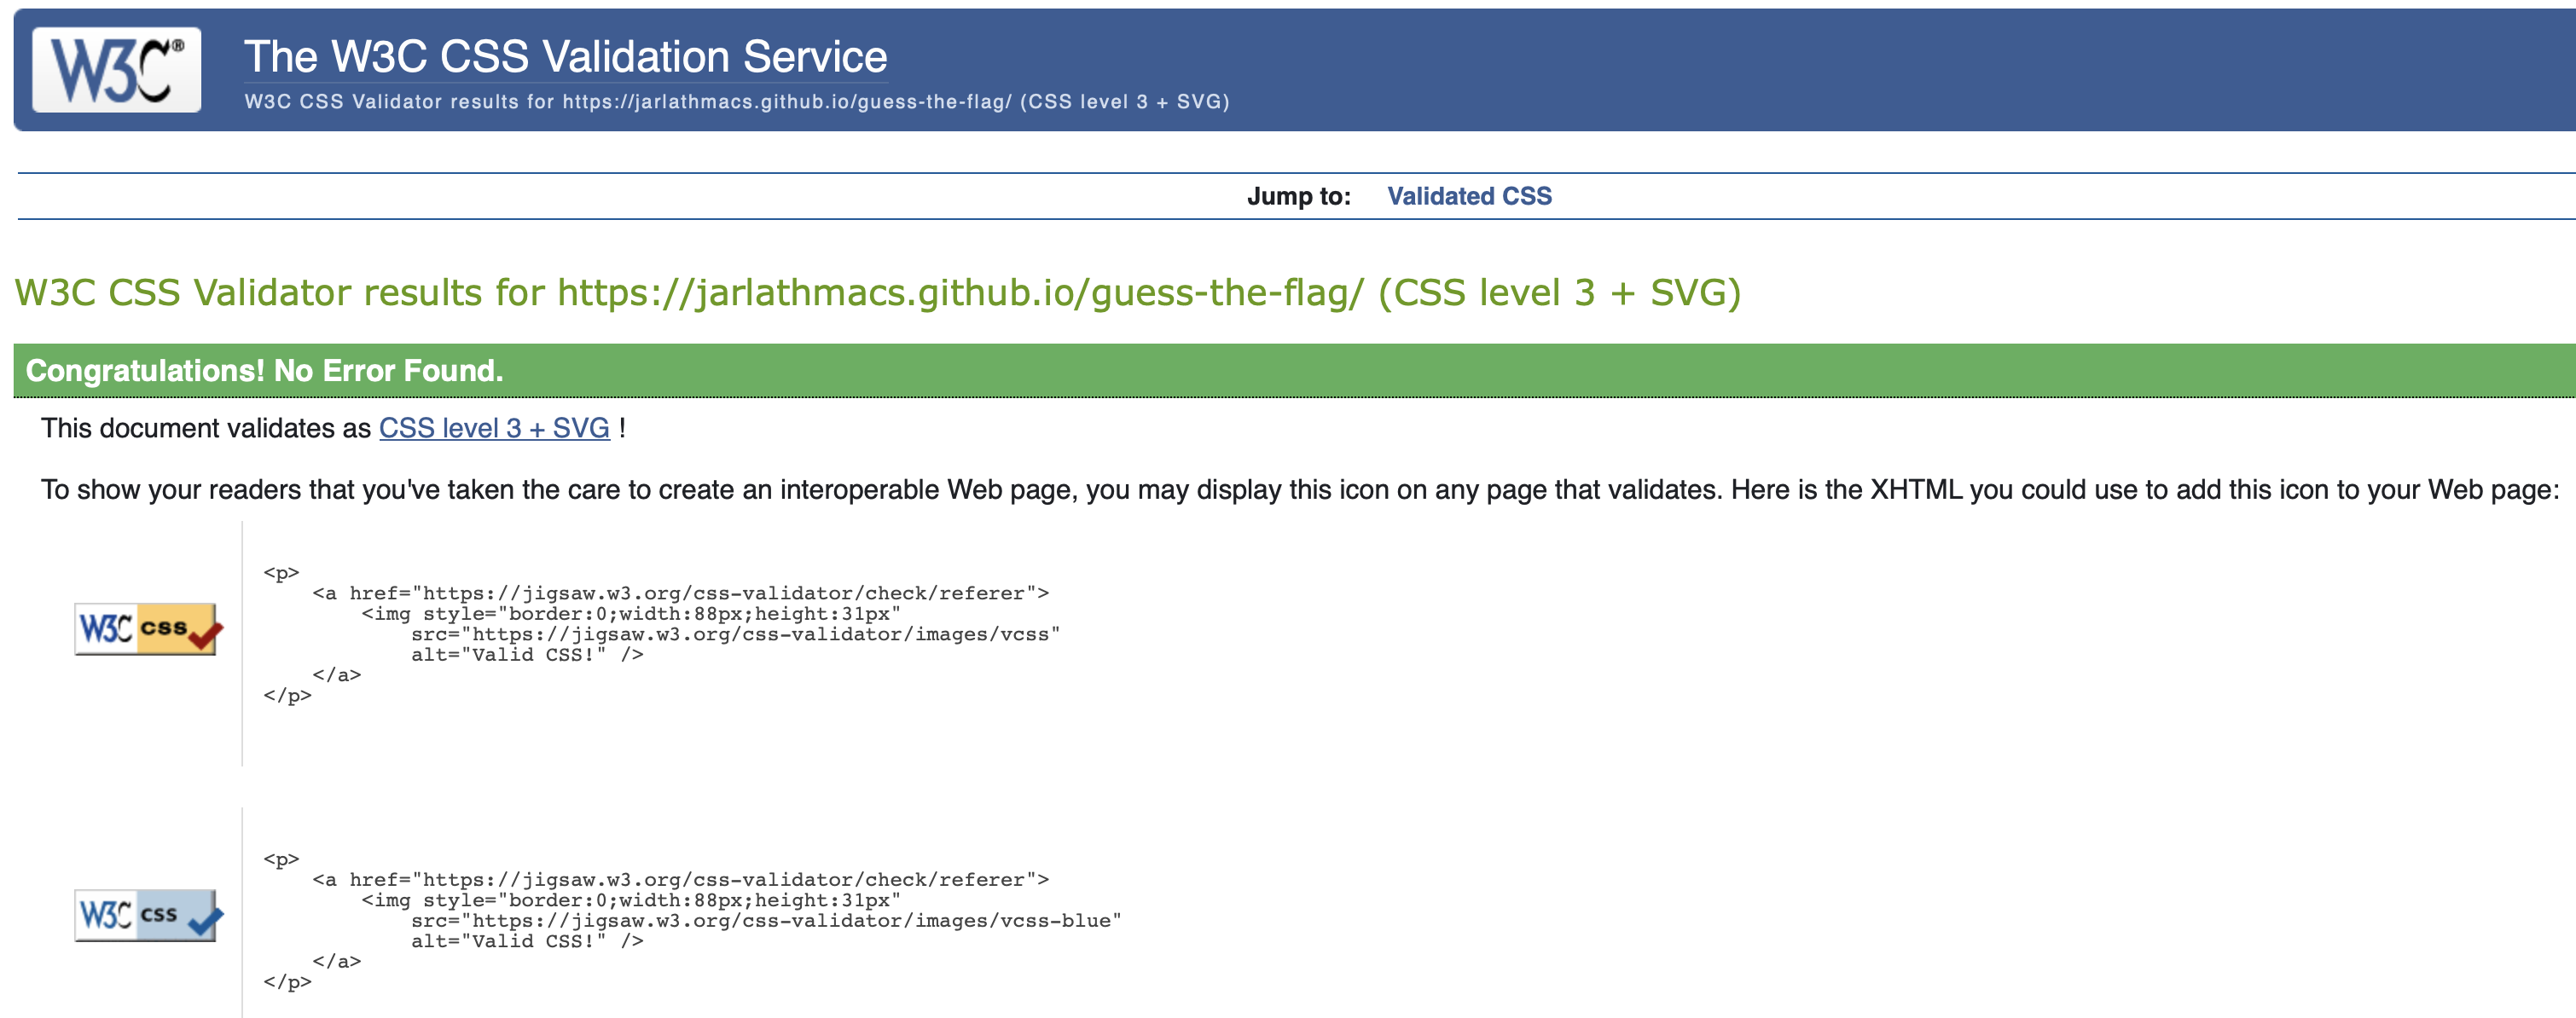 W3C®
The W3C CSS Validation Service
W3C CSS Validator results for https://jarlathmacs.github.io/guess-the-flag/ (CSS level 3 + SVG)
Jump to: Validated CSS
W3C CSS Validator results for https://jarlathmacs.github.io/guess-the-flag/ (CSS level 3 + SVG)
Congratulations! No Error Found.
This document validates as CSS level 3 + SVG !
To show your readers that you've taken the care to create an interoperable Web page, you may display this icon on any page that validates. Here is the XHTML you could use to add this icon to your Web page:
W3C css
<p>
    <a href="https://jigsaw.w3.org/css-validator/check/referer">
        <img style="border:0;width:88px;height:31px"
            src="https://jigsaw.w3.org/css-validator/images/vcss"
            alt="Valid CSS!" />
    </a>
</p>
W3C css
<p>
    <a href="https://jigsaw.w3.org/css-validator/check/referer">
        <img style="border:0;width:88px;height:31px"
            src="https://jigsaw.w3.org/css-validator/images/vcss-blue"
            alt="Valid CSS!" />
    </a>
</p>